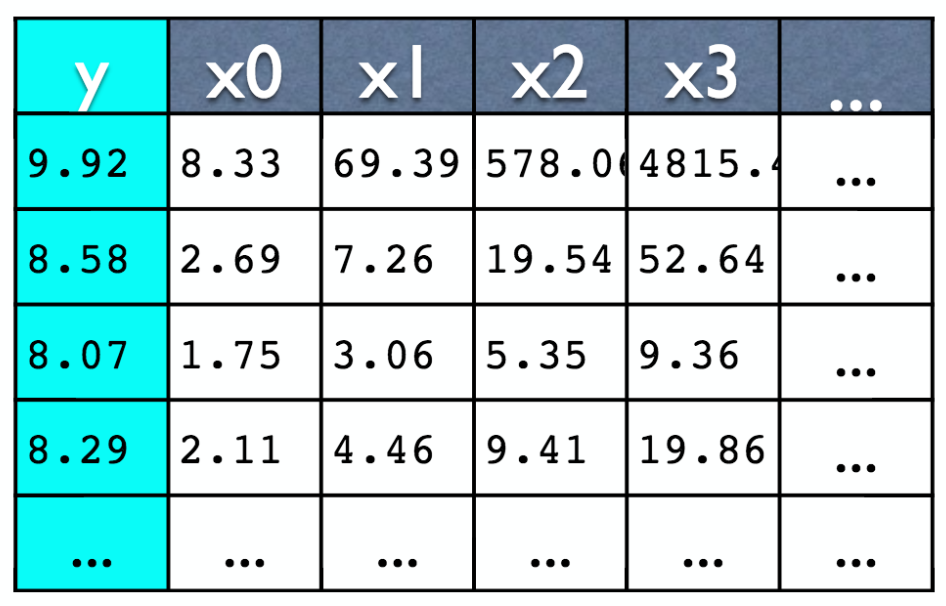 y x0 x1 x2 x3 ...
9.92 8.33 69.39 578.0 4815. ...
8.58 2.69 7.26 19.54 52.64 ...
8.07 1.75 3.06 5.35 9.36 ...
8.29 2.11 4.46 9.41 19.86 ...
... ... ... ... ... ...